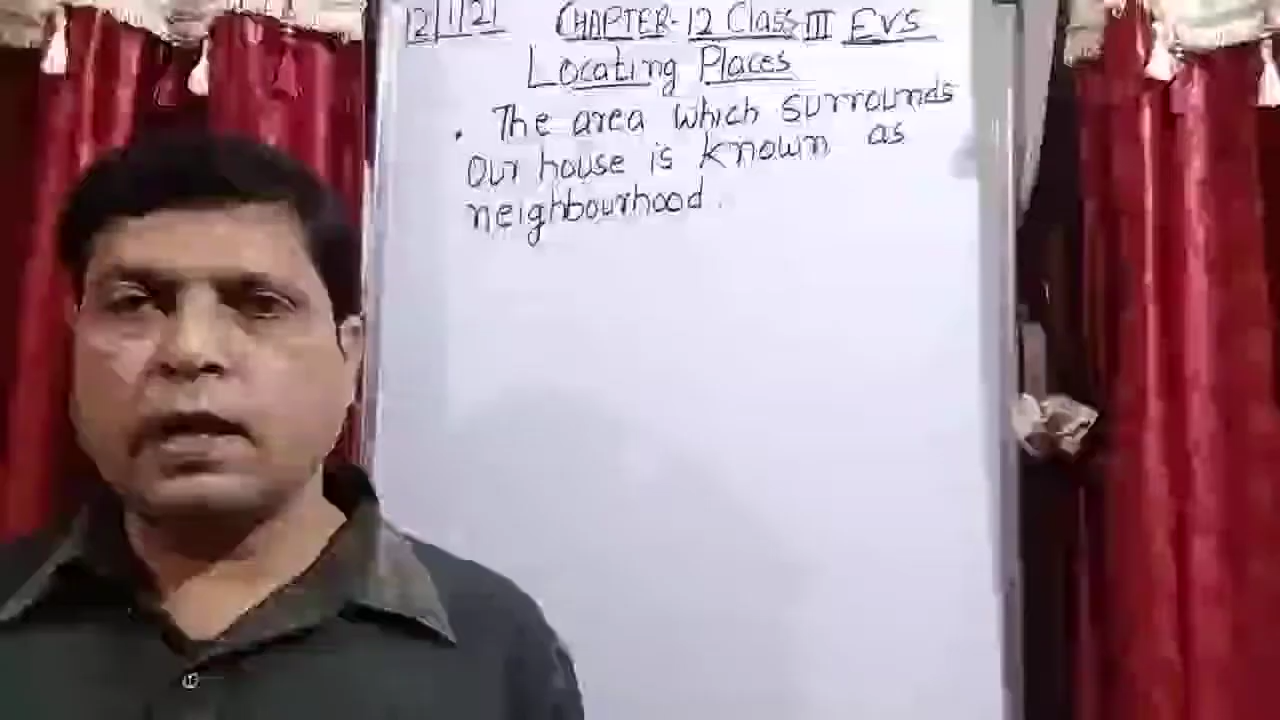 12/1/21 CHAPTER-12 Class III EVS
Locating Places
• The area which surrounds
our house is known as
neighbourhood.